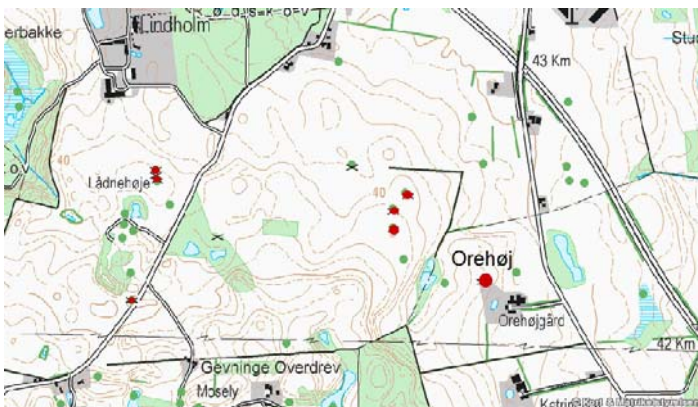 erbakke
Lindholm
43 Km
40
Lådnehøje
40
Orehøj
Orehøjgård
42 Km
Gevninge Overdrev
Mosely